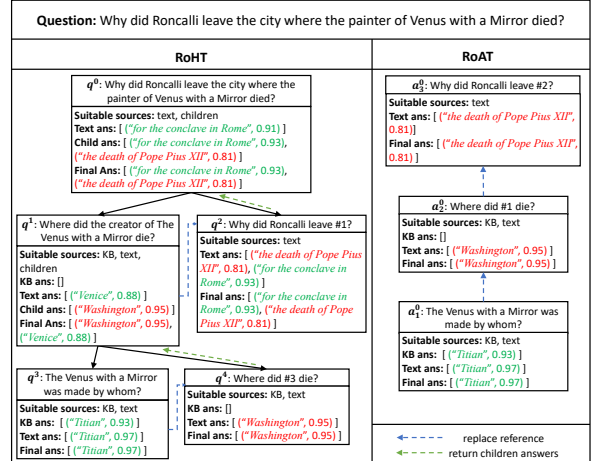 Question: Why did Roncalli leave the city where the painter of Venus with a Mirror died?
RoHT
q⁰: Why did Roncalli leave the city where the
painter of Venus with a Mirror died?
Suitable sources: text, children
Text ans: [ (“for the conclave in Rome”, 0.91) ]
Child ans: [ (“for the conclave in Rome”, 0.93),
(“the death of Pope Pius XII”, 0.81) ]
Final Ans: [ (“for the conclave in Rome”, 0.93),
(“the death of Pope Pius XII”, 0.81) ]
q¹: Where did the creator of The
Venus with a Mirror die?
Suitable sources: KB, text,
children
KB ans: []
Text ans: [ (“Venice”, 0.88) ]
Child ans: [ (“Washington”, 0.95) ]
Final Ans: [ (“Washington”, 0.95),
(“Venice”, 0.88) ]
q²: Why did Roncalli leave #1?
Suitable sources: text
Text ans: [ (“the death of Pope Pius
XII”, 0.81), (“for the conclave in
Rome”, 0.93) ]
Final ans: [ (“for the conclave in
Rome”, 0.93), (“the death of Pope
Pius XII”, 0.81) ]
q³: The Venus with a Mirror
was made by whom?
Suitable sources: KB, text
KB ans: [ (“Titian”, 0.93) ]
Text ans: [ (“Titian”, 0.97) ]
Final ans: [ (“Titian”, 0.97) ]
q⁴: Where did #3 die?
Suitable sources: KB, text
KB ans: []
Text ans: [ (“Washington”, 0.95) ]
Final ans: [ (“Washington”, 0.95) ]
RoAT
a⁰₃: Why did Roncalli leave #2?
Suitable sources: text
Text ans: [ (“the death of Pope Pius XII”,
0.81)]
Final ans: [ (“the death of Pope Pius XII”,
0.81) ]
a⁰₂: Where did #1 die?
Suitable sources: KB, text
KB ans: []
Text ans: [ (“Washington”, 0.95) ]
Final ans: [ (“Washington”, 0.95) ]
a⁰₁: The Venus with a Mirror was
made by whom?
Suitable sources: KB, text
KB ans: [ (“Titian”, 0.93) ]
Text ans: [ (“Titian”, 0.97) ]
Final ans: [ (“Titian”, 0.97) ]
replace reference
return children answers